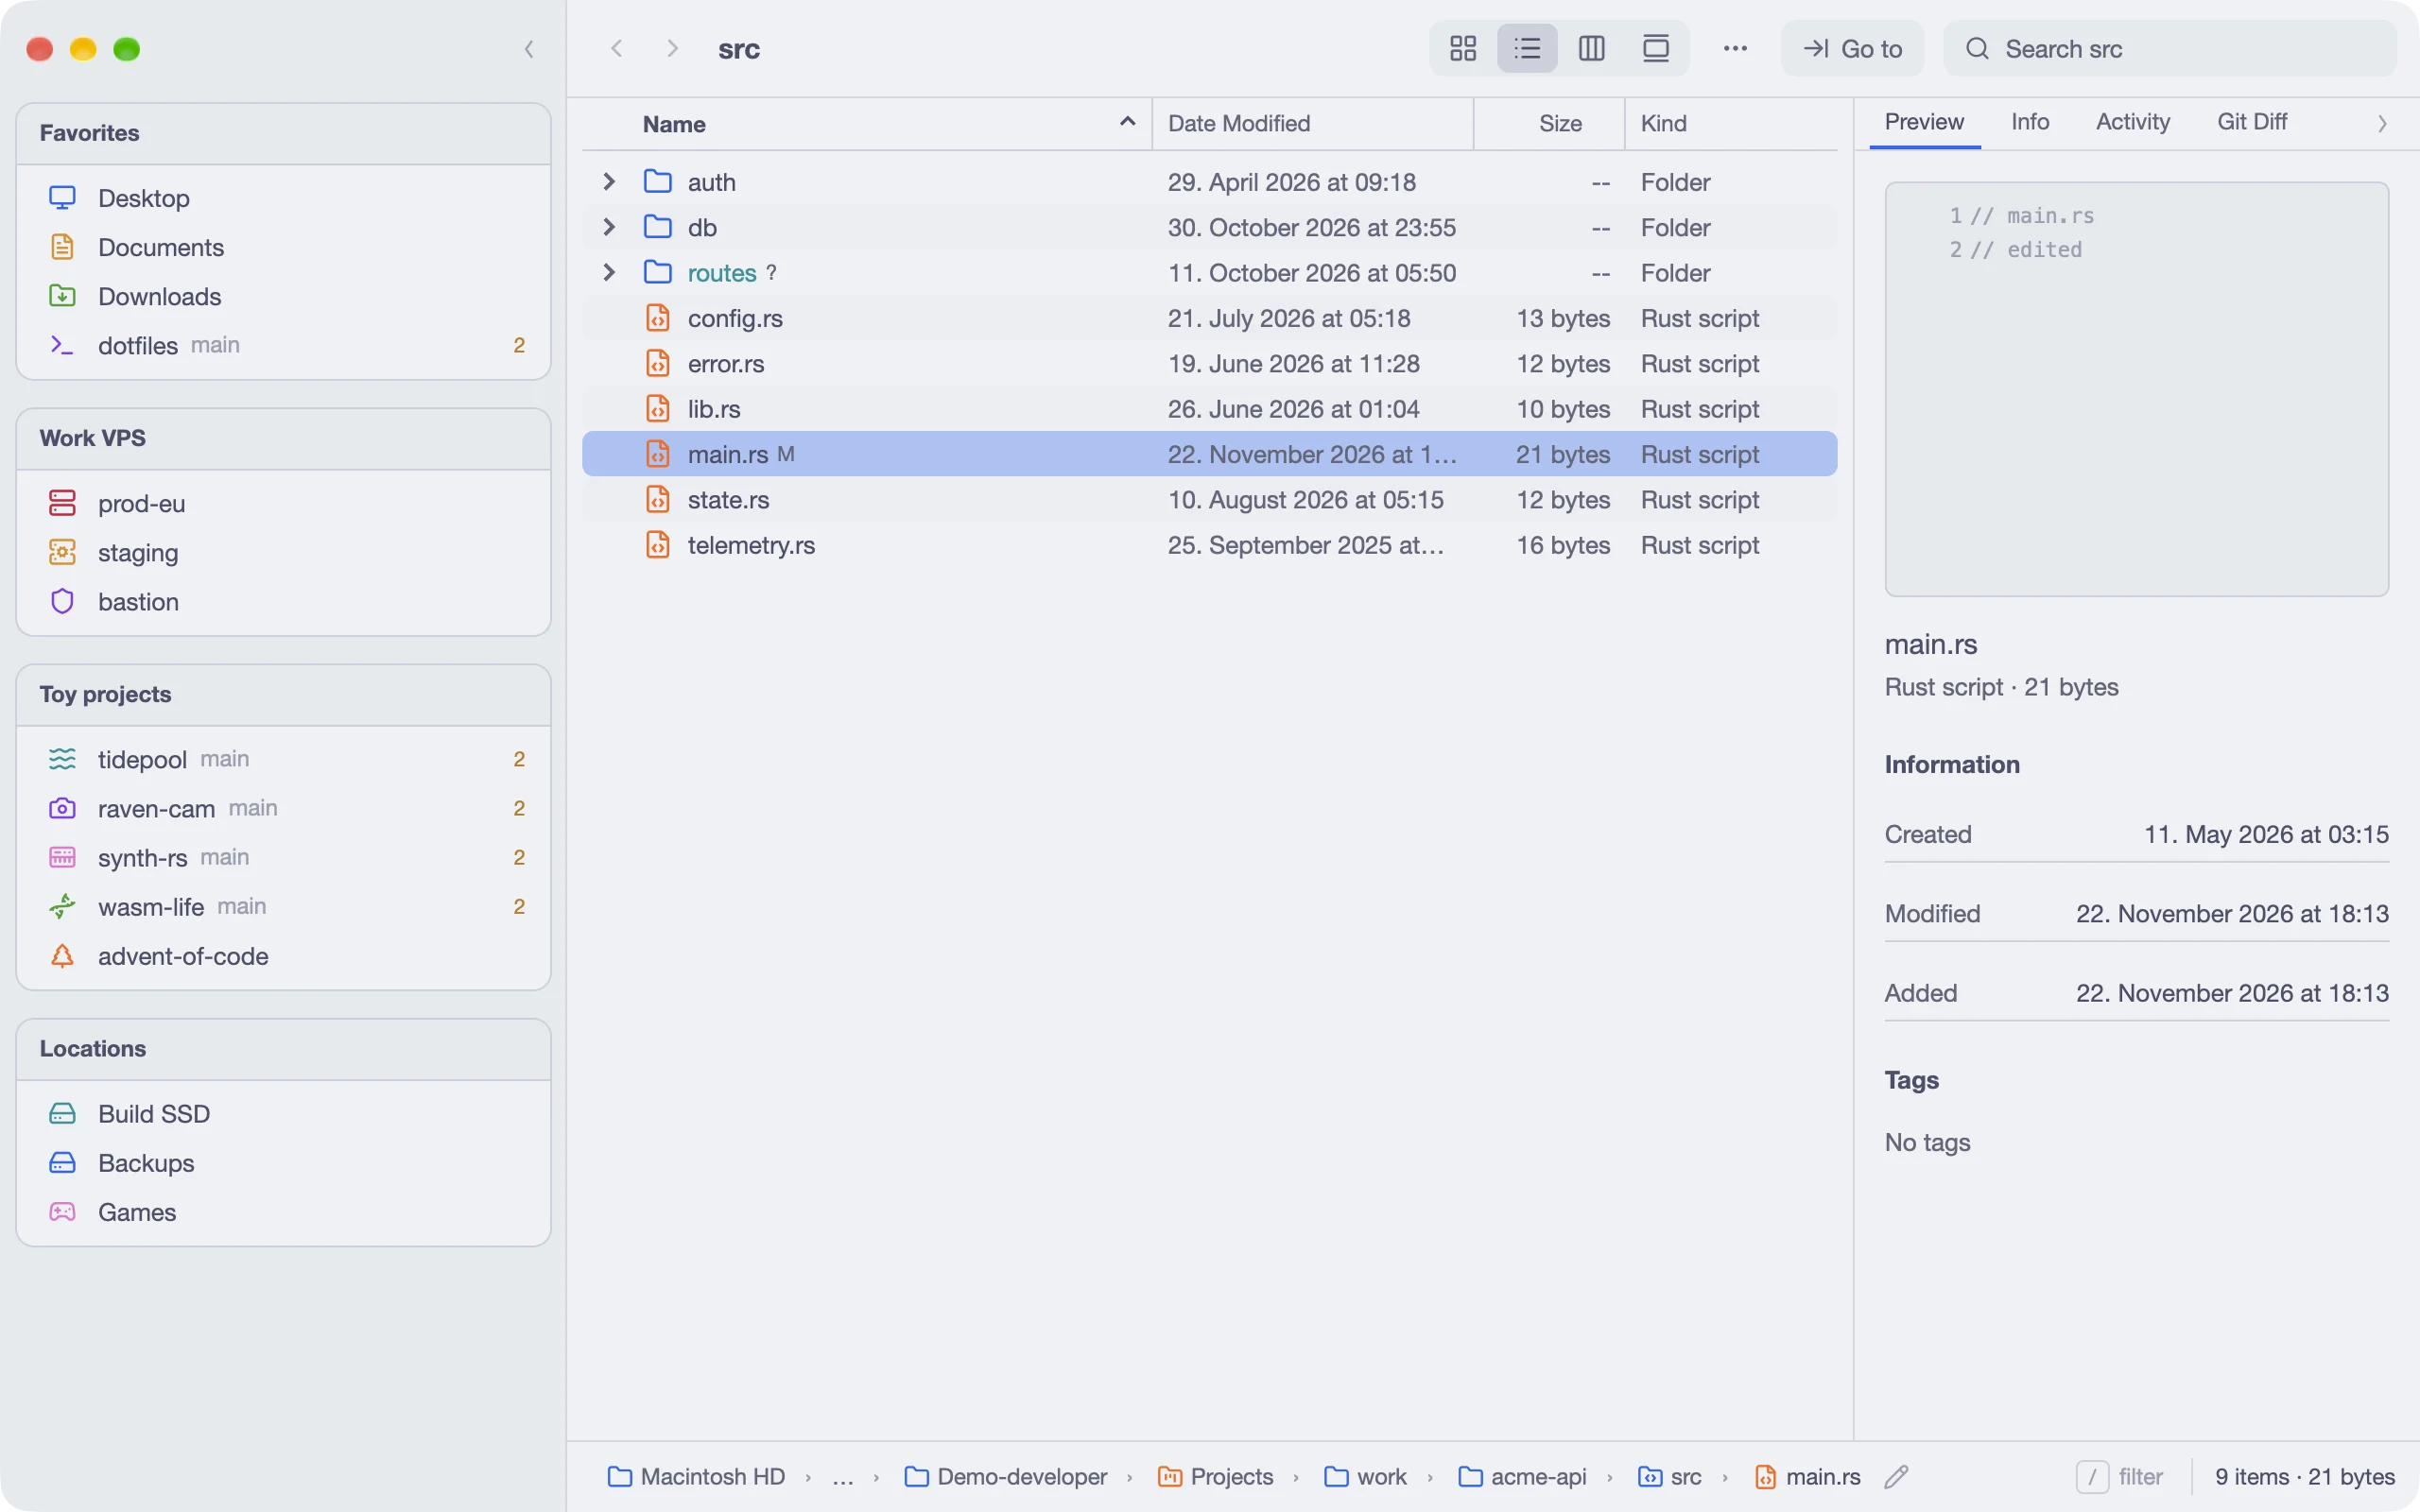 src
Go to
Search src
Favorites
Desktop
Documents
Downloads
dotfiles main 2
Work VPS
prod-eu
staging
bastion
Toy projects
tidepool main 2
raven-cam main 2
synth-rs main 2
wasm-life main 2
advent-of-code
Locations
Build SSD
Backups
Games
Name Date Modified Size Kind
auth 29. April 2026 at 09:18 -- Folder
db 30. October 2026 at 23:55 -- Folder
routes ? 11. October 2026 at 05:50 -- Folder
config.rs 21. July 2026 at 05:18 13 bytes Rust script
error.rs 19. June 2026 at 11:28 12 bytes Rust script
lib.rs 26. June 2026 at 01:04 10 bytes Rust script
main.rs M 22. November 2026 at 1… 21 bytes Rust script
state.rs 10. August 2026 at 05:15 12 bytes Rust script
telemetry.rs 25. September 2025 at… 16 bytes Rust script
Preview Info Activity Git Diff
1 // main.rs
2 // edited
main.rs
Rust script · 21 bytes
Information
Created 11. May 2026 at 03:15
Modified 22. November 2026 at 18:13
Added 22. November 2026 at 18:13
Tags
No tags
Macintosh HD › … › Demo-developer › Projects › work › acme-api › src › main.rs
/ filter
9 items · 21 bytes